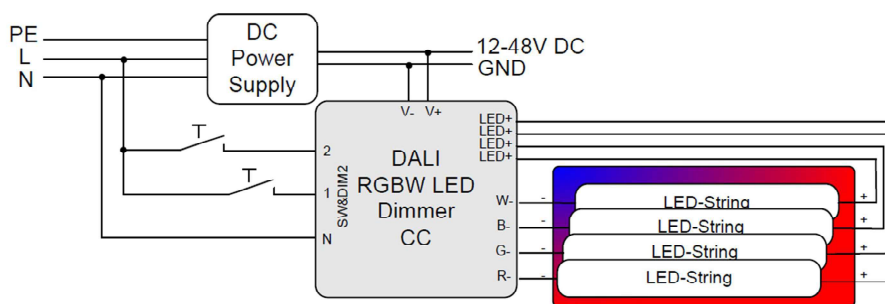 PE
L
N
DC
Power
Supply
12-48V DC
GND
V- V+
LED+
LED+
LED+
LED+
2
1
N
SW&DIM2
DALI
RGBW LED
Dimmer
CC
W-
B-
G-
R-
- LED-String +
- LED-String +
- LED-String +
- LED-String +